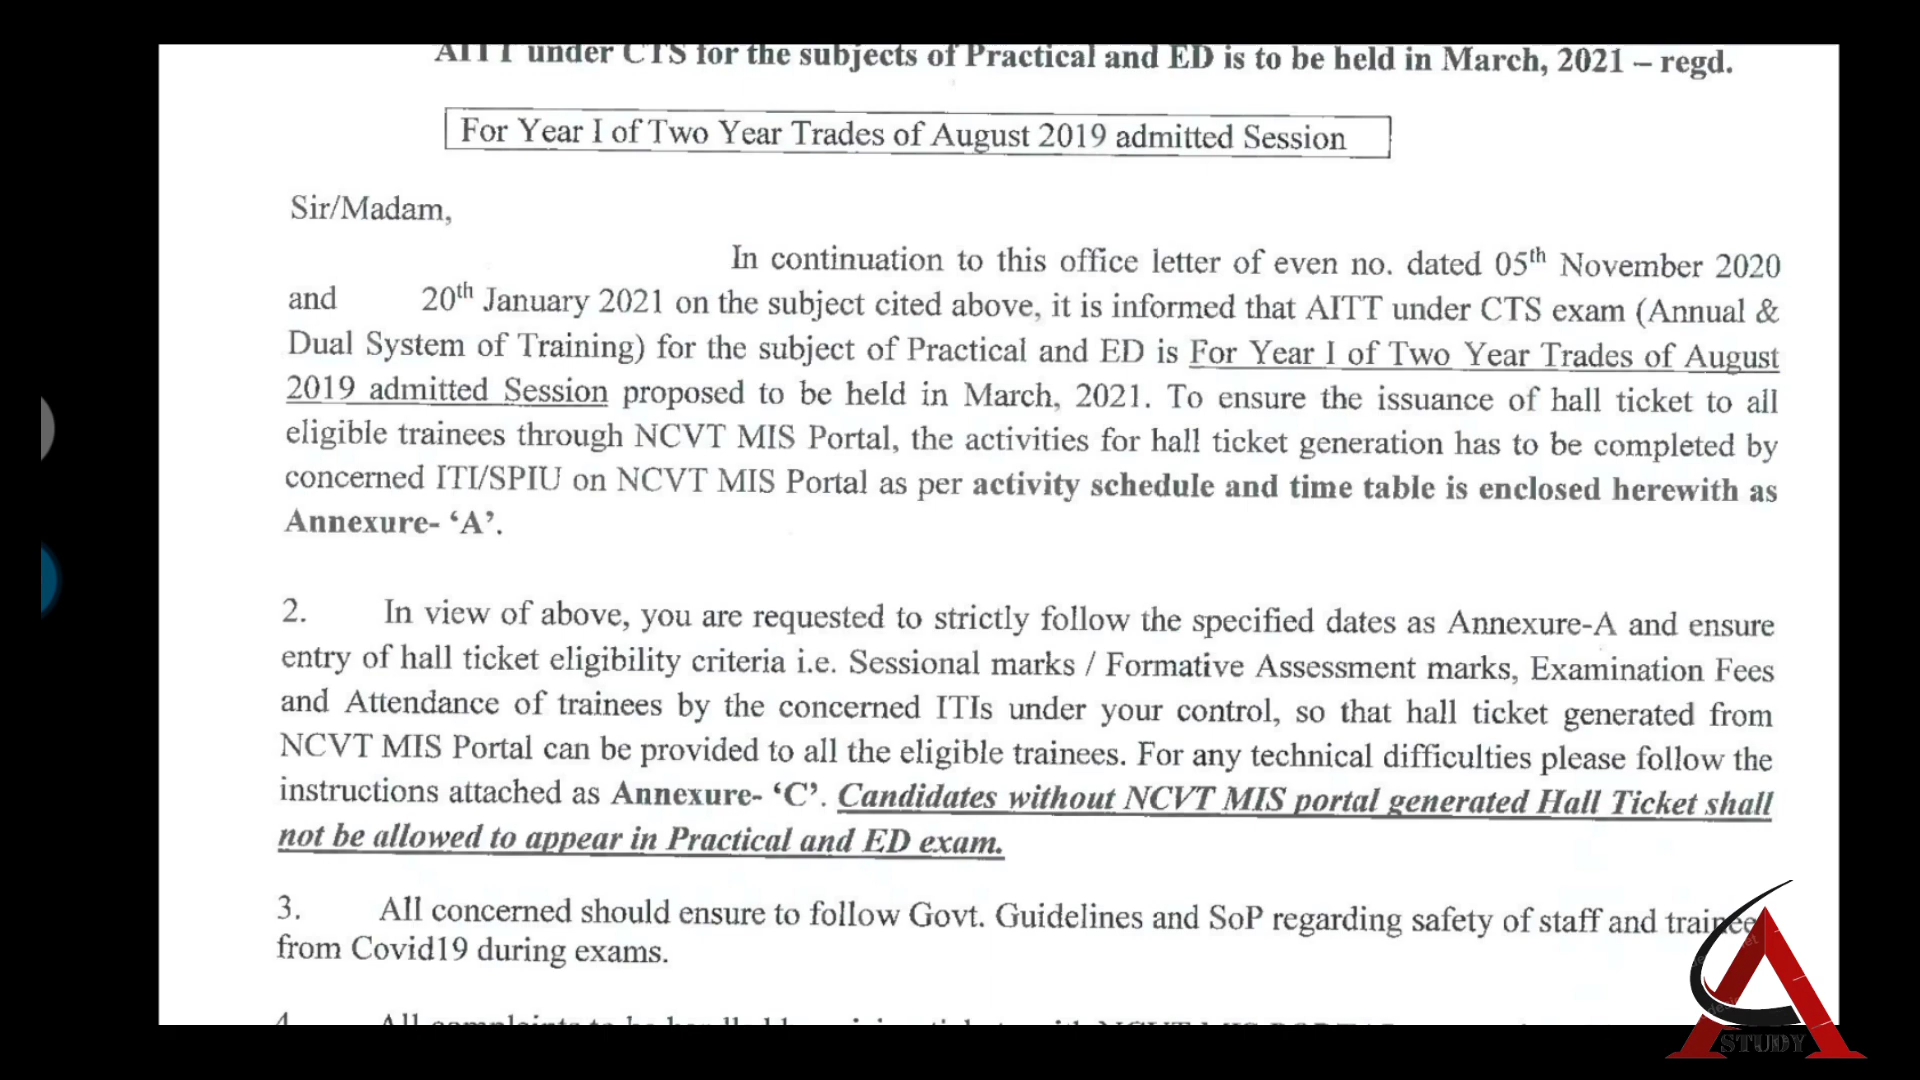 AITT under CTS for the subjects of Practical and ED is to be held in March, 2021 – regd.
For Year I of Two Year Trades of August 2019 admitted Session
Sir/Madam,
In continuation to this office letter of even no. dated 05th November 2020
and 20th January 2021 on the subject cited above, it is informed that AITT under CTS exam (Annual &
Dual System of Training) for the subject of Practical and ED is For Year I of Two Year Trades of August
2019 admitted Session proposed to be held in March, 2021. To ensure the issuance of hall ticket to all
eligible trainees through NCVT MIS Portal, the activities for hall ticket generation has to be completed by
concerned ITI/SPIU on NCVT MIS Portal as per activity schedule and time table is enclosed herewith as
Annexure- ‘A’.
2. In view of above, you are requested to strictly follow the specified dates as Annexure-A and ensure
entry of hall ticket eligibility criteria i.e. Sessional marks / Formative Assessment marks, Examination Fees
and Attendance of trainees by the concerned ITIs under your control, so that hall ticket generated from
NCVT MIS Portal can be provided to all the eligible trainees. For any technical difficulties please follow the
instructions attached as Annexure- ‘C’. Candidates without NCVT MIS portal generated Hall Ticket shall
not be allowed to appear in Practical and ED exam.
3. All concerned should ensure to follow Govt. Guidelines and SoP regarding safety of staff and trainee
from Covid19 during exams.
STUDY